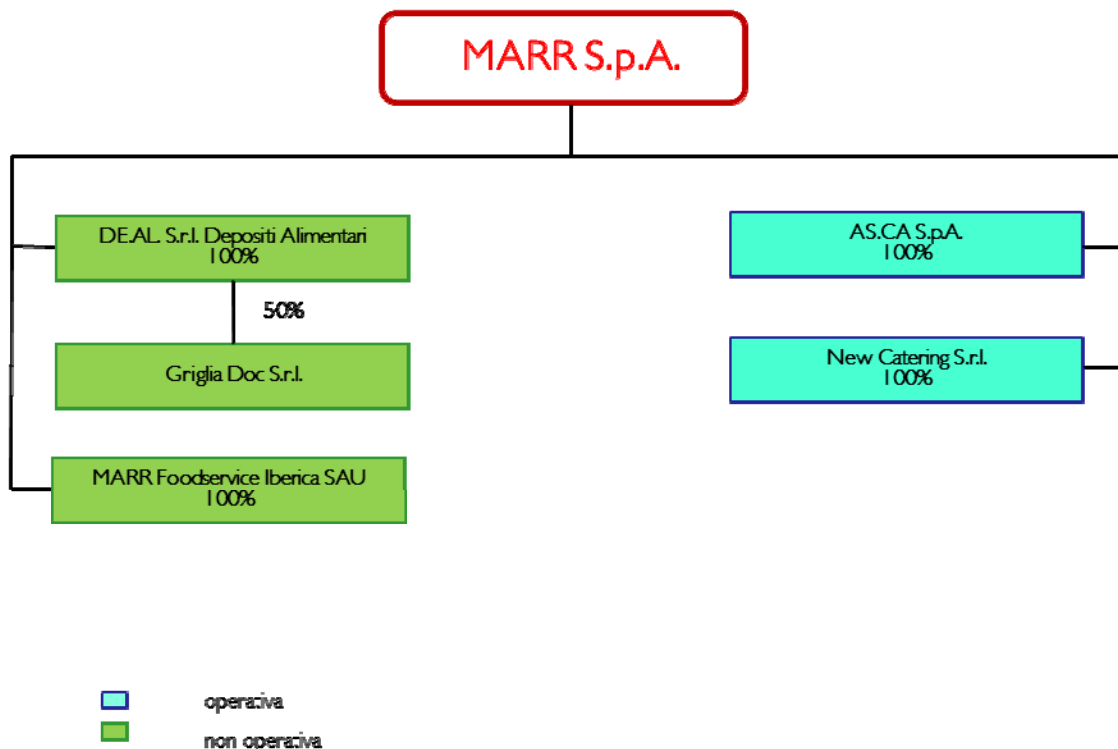 MARR S.p.A.
DE.AL. S.r.l. Depositi Alimentari
100%
AS.CA S.p.A.
100%
50%
Griglia Doc S.r.l.
New Catering S.r.l.
100%
MARR Foodservice Iberica SAU
100%
operativa
non operativa